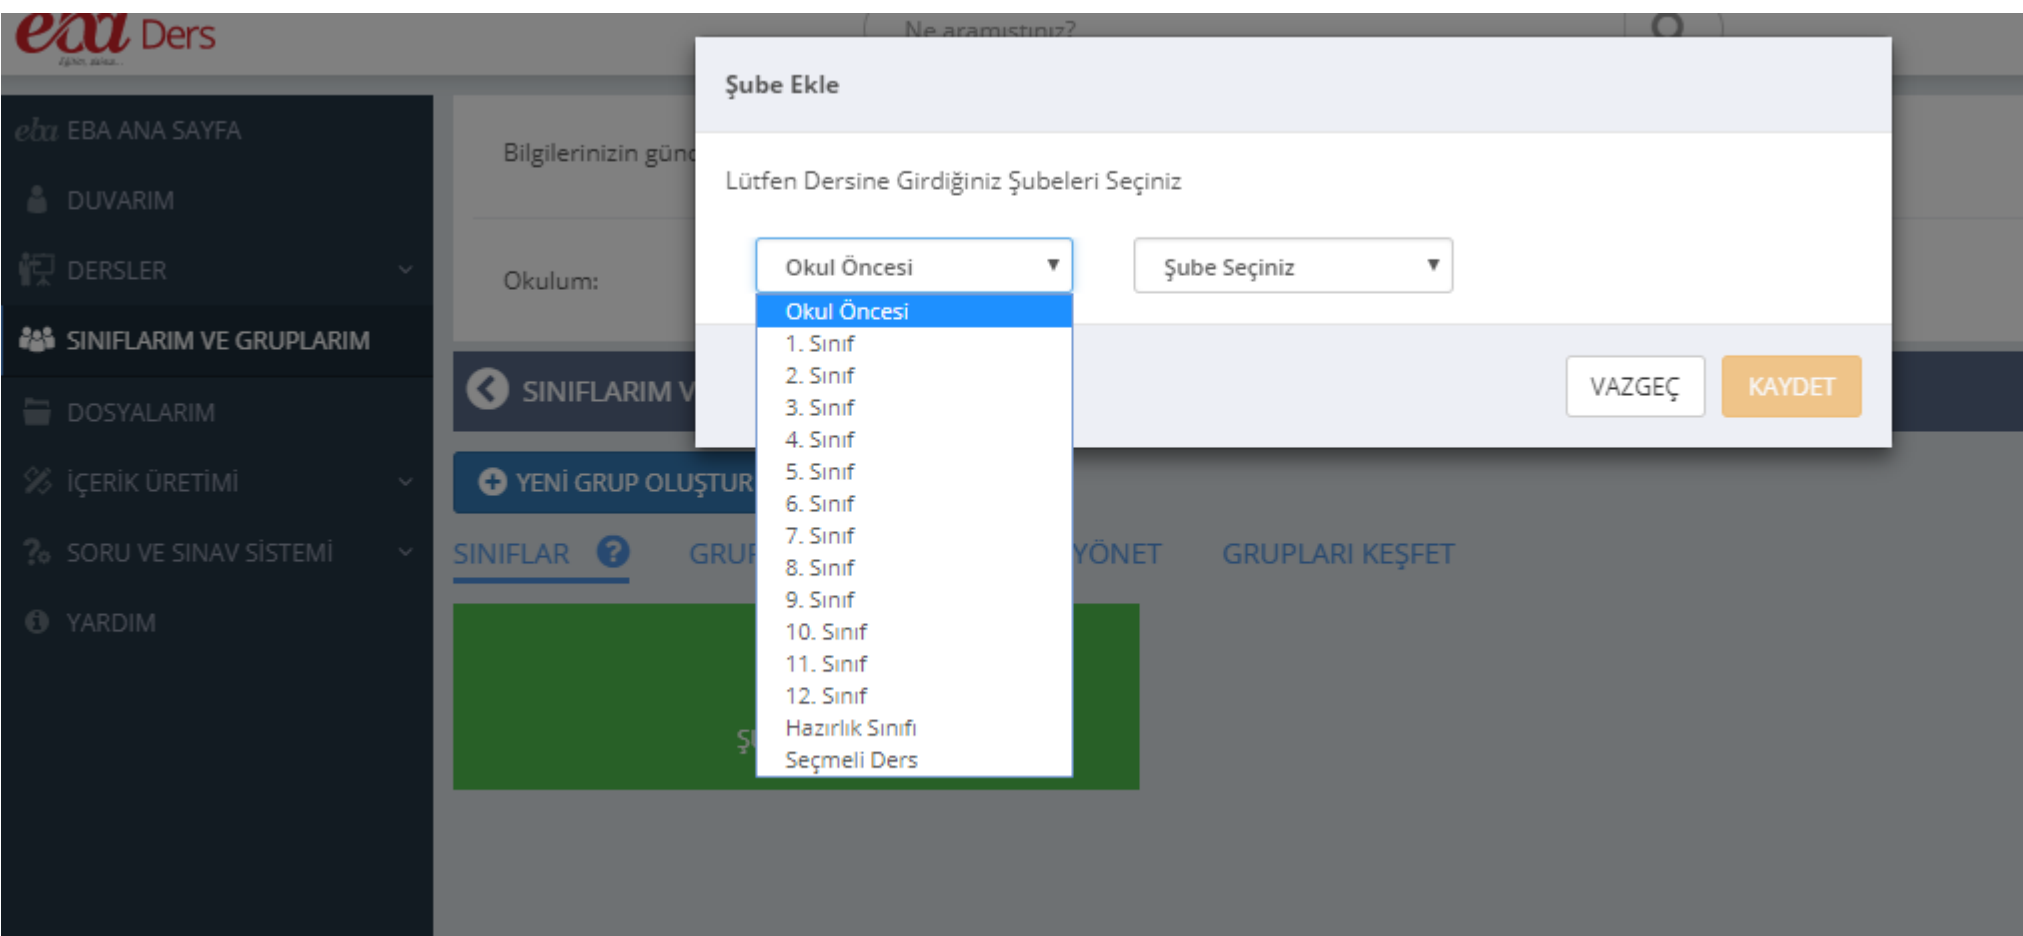 eba Ders
Ne aramıştınız?
Şube Ekle
eba EBA ANA SAYFA
DUVARIM
DERSLER
SINIFLARIM VE GRUPLARIM
DOSYALARIM
İÇERİK ÜRETİMİ
SORU VE SINAV SİSTEMİ
YARDIM
Bilgilerinizin
Lütfen Dersine Girdiğiniz Şubeleri Seçiniz
Okulum:
Okul Öncesi
Şube Seçiniz
Okul Öncesi
1. Sınıf
2. Sınıf
3. Sınıf
4. Sınıf
5. Sınıf
6. Sınıf
7. Sınıf
8. Sınıf
9. Sınıf
10. Sınıf
11. Sınıf
12. Sınıf
Hazırlık Sınıfı
Seçmeli Ders
VAZGEÇ
KAYDET
SINIFLARIM V
YENİ GRUP OLUŞTUR
SINIFLAR ?
GRUP
YÖNET
GRUPLARI KEŞFET